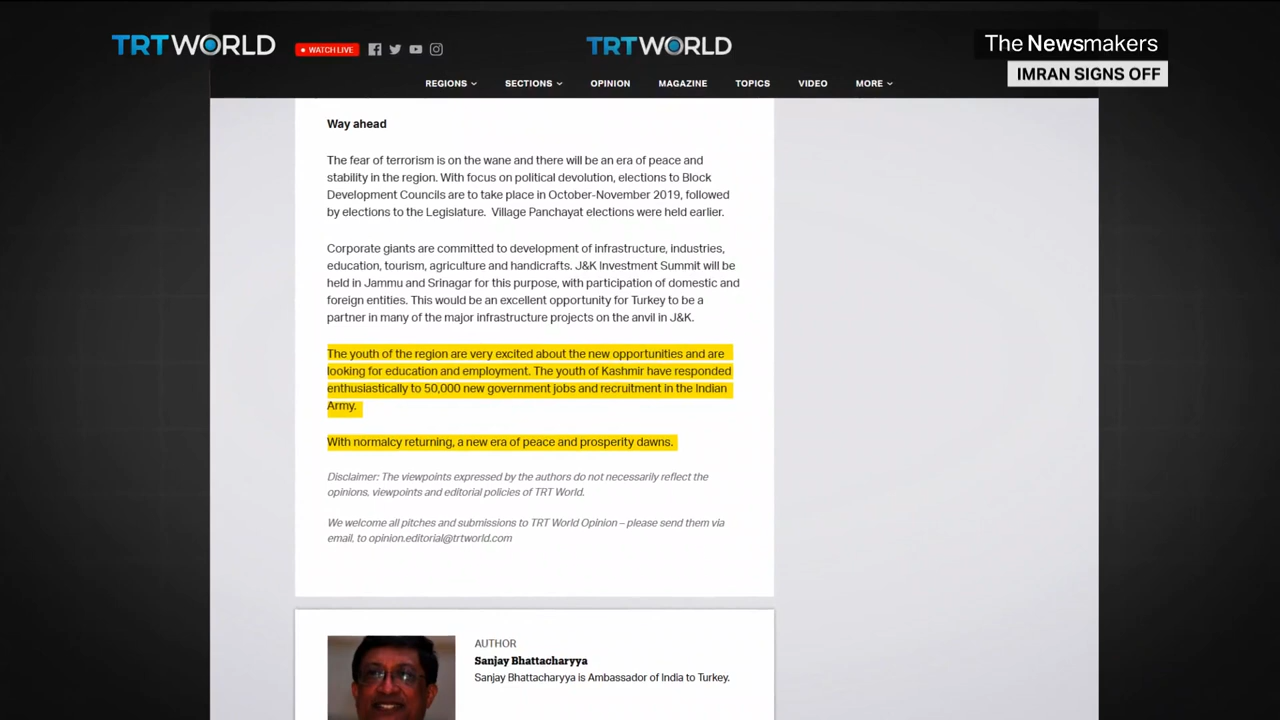 TRTWORLD
WATCH LIVE
TRTWORLD
The Newsmakers
IMRAN SIGNS OFF
REGIONS
SECTIONS
OPINION
MAGAZINE
TOPICS
VIDEO
MORE
Way ahead
The fear of terrorism is on the wane and there will be an era of peace and
stability in the region. With focus on political devolution, elections to Block
Development Councils are to take place in October-November 2019, followed
by elections to the Legislature. Village Panchayat elections were held earlier.
Corporate giants are committed to development of infrastructure, industries,
education, tourism, agriculture and handicrafts. J&K Investment Summit will be
held in Jammu and Srinagar for this purpose, with participation of domestic and
foreign entities. This would be an excellent opportunity for Turkey to be a
partner in many of the major infrastructure projects on the anvil in J&K.
The youth of the region are very excited about the new opportunities and are
looking for education and employment. The youth of Kashmir have responded
enthusiastically to 50,000 new government jobs and recruitment in the Indian
Army.
With normalcy returning, a new era of peace and prosperity dawns.
Disclaimer: The viewpoints expressed by the authors do not necessarily reflect the
opinions, viewpoints and editorial policies of TRT World.
We welcome all pitches and submissions to TRT World Opinion – please send them via
email, to opinion.editorial@trtworld.com
AUTHOR
Sanjay Bhattacharyya
Sanjay Bhattacharyya is Ambassador of India to Turkey.